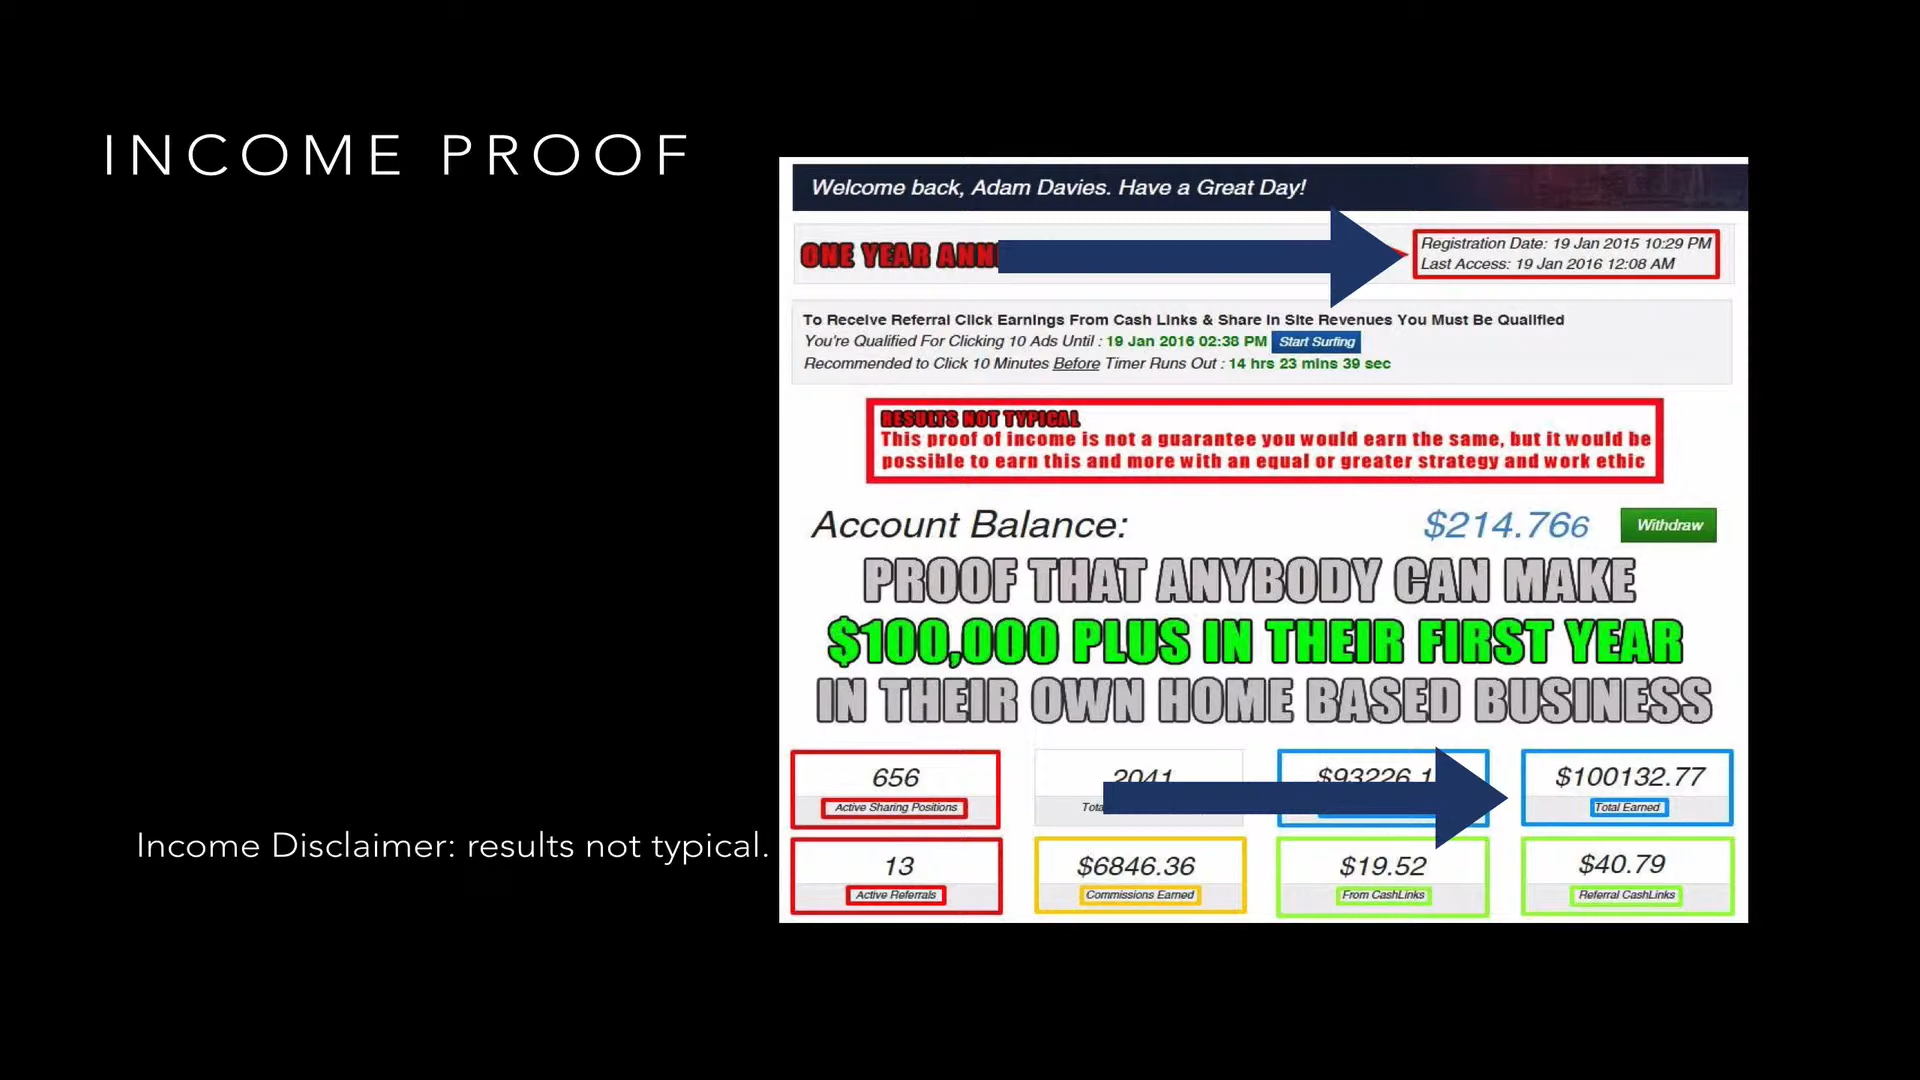 INCOME PROOF
Welcome back, Adam Davies. Have a Great Day!
ONE YEAR
Registration Date: 19 Jan 2015 10:29 PM
Last Access: 19 Jan 2016 12:08 AM
To Receive Referral Click Earnings From Cash Links & Share In Site Revenues You Must Be Qualified
You're Qualified For Clicking 10 Ads Until : 19 Jan 2016 02:38 PM Start Surfing
Recommended to Click 10 Minutes Before Timer Runs Out : 14 hrs 23 mins 39 sec
RESULTS NOT TYPICAL
This proof of income is not a guarantee you would earn the same, but it would be
possible to earn this and more with an equal or greater strategy and work ethic
Account Balance: $214.766 Withdraw
PROOF THAT ANYBODY CAN MAKE
$100,000 PLUS IN THEIR FIRST YEAR
IN THEIR OWN HOME BASED BUSINESS
656 2041 $93226.1 $100132.77
Active Sharing Positions Total Earned
Income Disclaimer: results not typical.
13 $6846.36 $19.52 $40.79
Active Referrals Commissions Earned From CashLinks Referral CashLinks